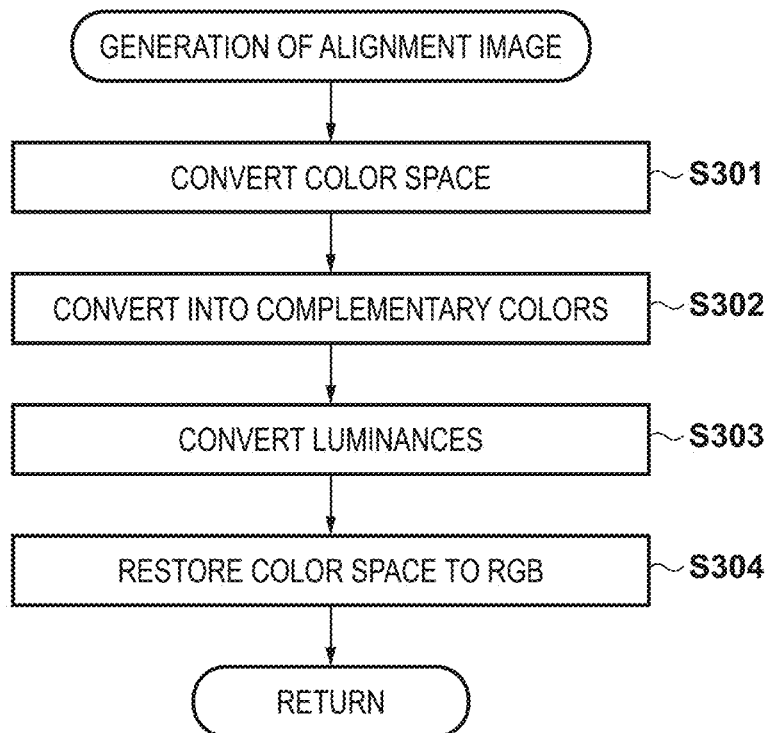 GENERATION OF ALIGNMENT IMAGE
CONVERT COLOR SPACE
S301
CONVERT INTO COMPLEMENTARY COLORS
S302
CONVERT LUMINANCES
S303
RESTORE COLOR SPACE TO RGB
S304
RETURN